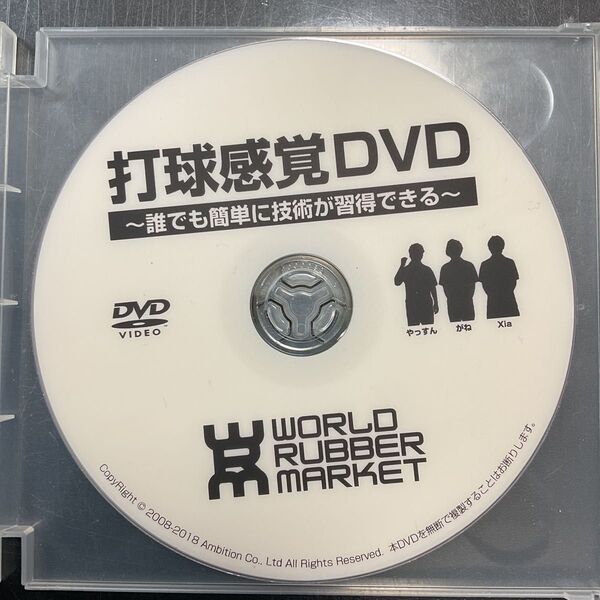 打球感覚DVD
～誰でも簡単に技術が習得できる～
DVD
VIDEO
やっすん がね Xia
WORLD
RUBBER
MARKET
CopyRight © 2008-2018 Ambition Co., Ltd All Rights Reserved. 本DVDを無断で複製することはお断りします。